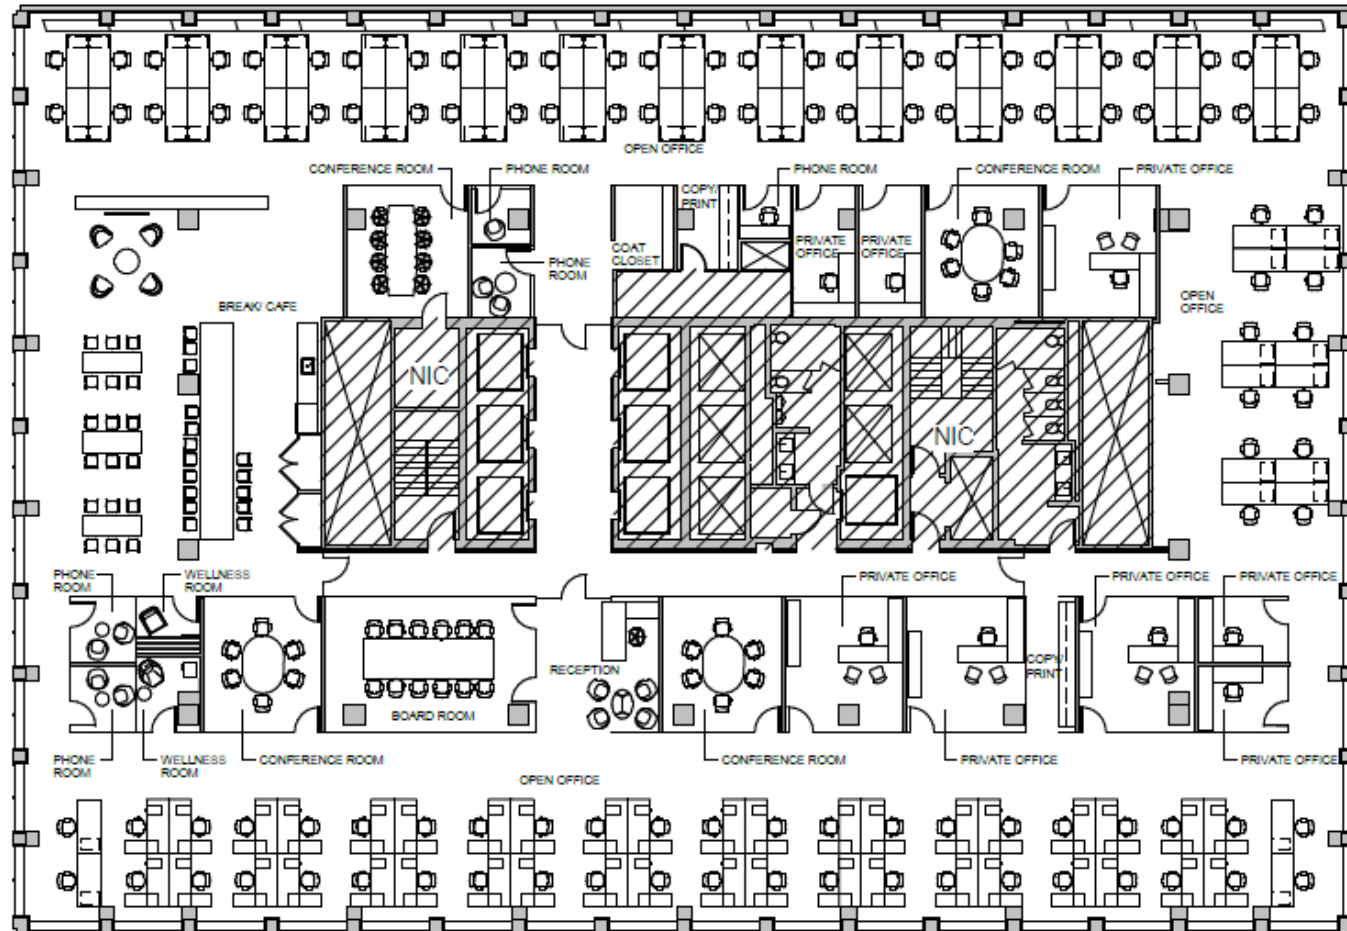 OPEN OFFICE
CONFERENCE ROOM
PHONE ROOM
COPY/
PRINT
PHONE ROOM
CONFERENCE ROOM
PRIVATE OFFICE
COAT
CLOSET
PRIVATE
OFFICE
PRIVATE
OFFICE
PHONE
ROOM
BREAK/ CAFE
OPEN
OFFICE
NIC
NIC
PHONE
ROOM
WELLNESS
ROOM
PRIVATE OFFICE
PRIVATE OFFICE
PRIVATE OFFICE
RECEPTION
COPY/
PRINT
BOARD ROOM
PHONE
ROOM
WELLNESS
ROOM
CONFERENCE ROOM
CONFERENCE ROOM
PRIVATE OFFICE
PRIVATE OFFICE
OPEN OFFICE